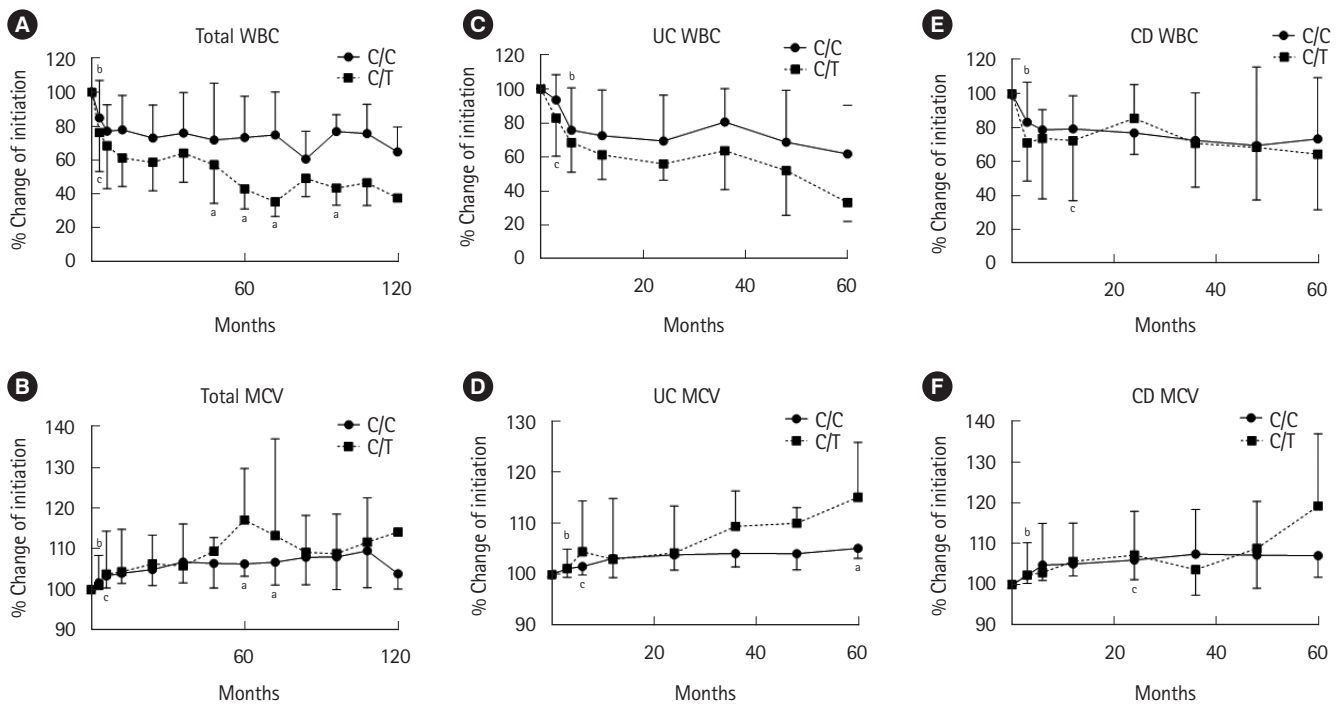 A
Total WBC
C/C
C/T
% Change of initiation
120
100
80
60
40
20
0
b
c
a
a
a
a
60
120
Months
C
UC WBC
C/C
C/T
% Change of initiation
120
100
80
60
40
20
0
b
c
20
40
60
Months
E
CD WBC
C/C
C/T
% Change of initiation
120
100
80
60
40
20
0
b
c
20
40
60
Months
B
Total MCV
C/C
C/T
% Change of initiation
140
130
120
110
100
90
b
c
a
a
60
120
Months
D
UC MCV
C/C
C/T
% Change of initiation
130
120
110
100
90
b
c
a
20
40
60
Months
F
CD MCV
C/C
C/T
% Change of initiation
140
130
120
110
100
90
b
c
20
40
60
Months